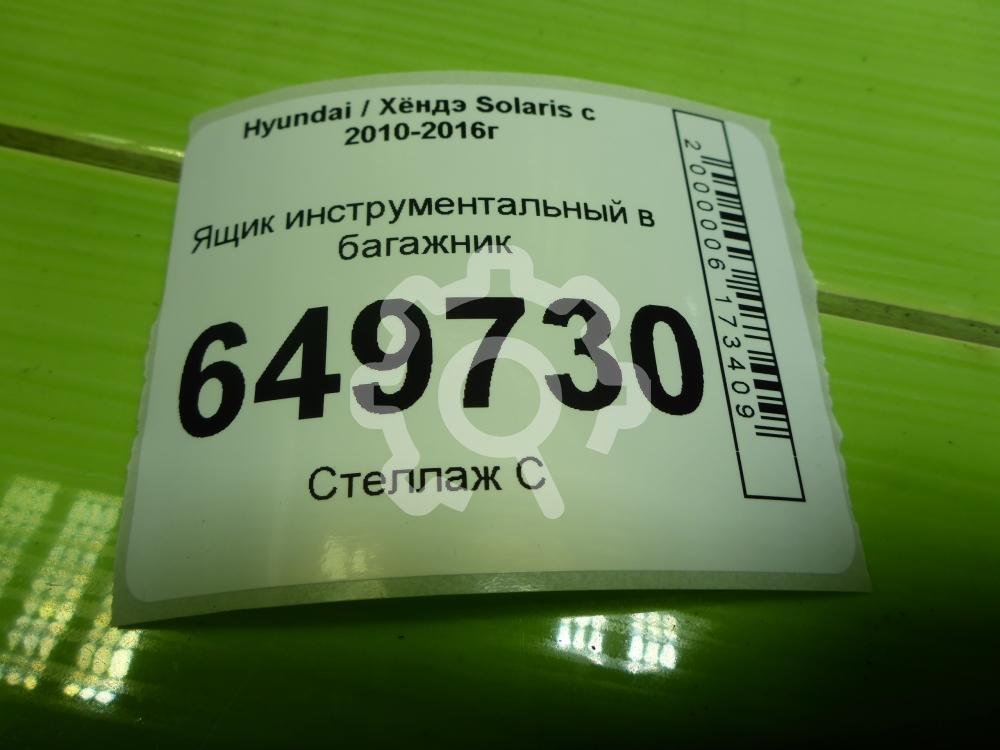 Hyundai / Хёндэ Solaris с
2010-2016г
Ящик инструментальный в
багажник
649730
Стеллаж С
2000006173409